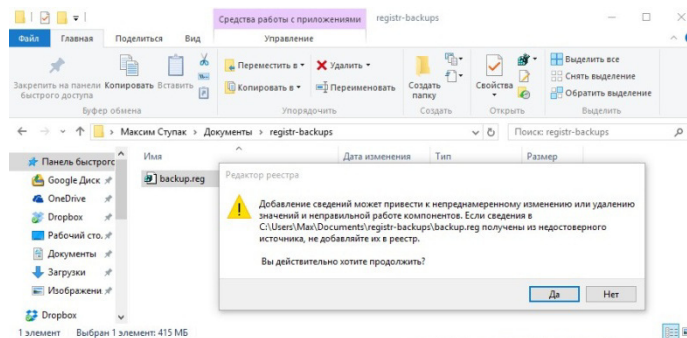 Средства работы с приложениями registr-backups
Файл Главная Поделиться Вид Управление
Закрепить на панели быстрого доступа
Копировать Вставить
Переместить в Удалить
Копировать в Переименовать
Создать папку
Свойства
Выделить все
Снять выделение
Обратить выделение
Буфер обмена Упорядочить Создать Открыть Выделить
Максим Ступак › Документы › registr-backups
Поиск: registr-backups
Панель быстрого
Имя Дата изменения Тип Размер
Google Диск
OneDrive
Dropbox
Рабочий сто.
Документы
Загрузки
Изображени
Dropbox
backup.reg
Редактор реестра
Добавление сведений может привести к непреднамеренному изменению или удалению
значений и неправильной работе компонентов. Если сведения в
C:\Users\Max\Documents\registr-backups\backup.reg получены из недостоверного
источника, не добавляйте их в реестр.
Вы действительно хотите продолжить?
Да Нет
1 элемент Выбран 1 элемент: 415 МБ